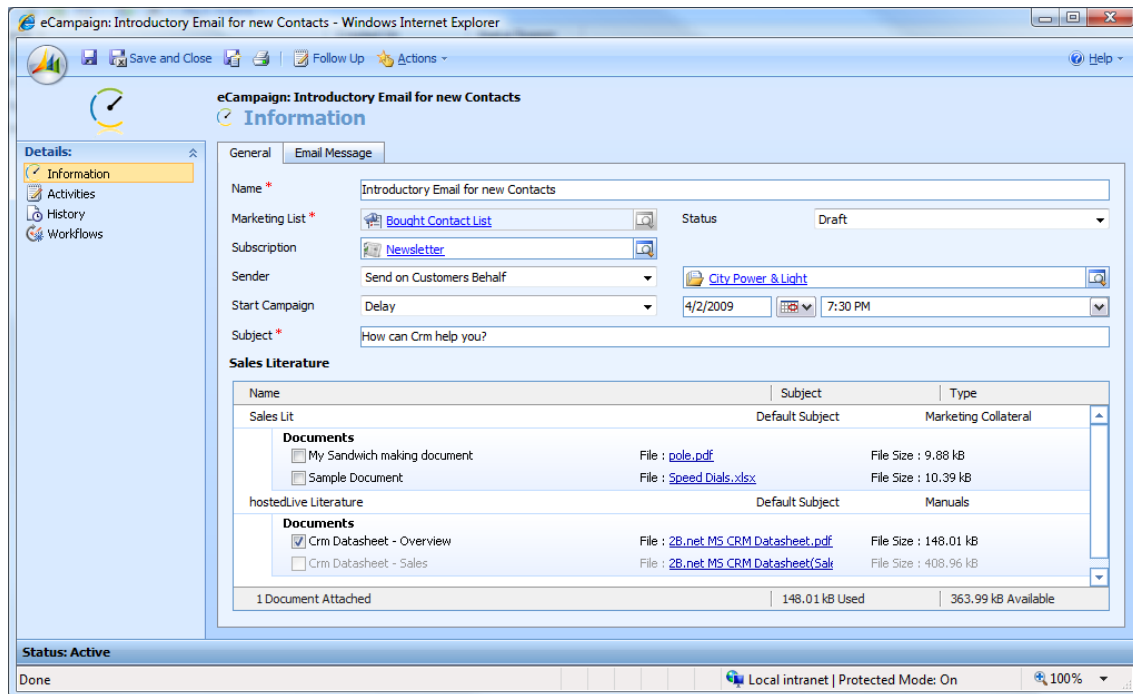 eCampaign: Introductory Email for new Contacts - Windows Internet Explorer
Save and Close Follow Up Actions Help
eCampaign: Introductory Email for new Contacts
Information
Details:
Information
Activities
History
Workflows
General Email Message
Name * Introductory Email for new Contacts
Marketing List * Bought Contact List Status Draft
Subscription Newsletter
Sender Send on Customers Behalf City Power & Light
Start Campaign Delay 4/2/2009 7:30 PM
Subject * How can Crm help you?
Sales Literature
Name Subject Type
Sales Lit Default Subject Marketing Collateral
Documents
My Sandwich making document File : pole.pdf File Size : 9.88 kB
Sample Document File : Speed Dials.xlsx File Size : 10.39 kB
hostedLive Literature Default Subject Manuals
Documents
Crm Datasheet - Overview File : 2B.net MS CRM Datasheet.pdf File Size : 148.01 kB
Crm Datasheet - Sales File : 2B.net MS CRM Datasheet(Sale File Size : 408.96 kB
1 Document Attached 148.01 kB Used 363.99 kB Available
Status: Active
Done Local intranet | Protected Mode: On 100%